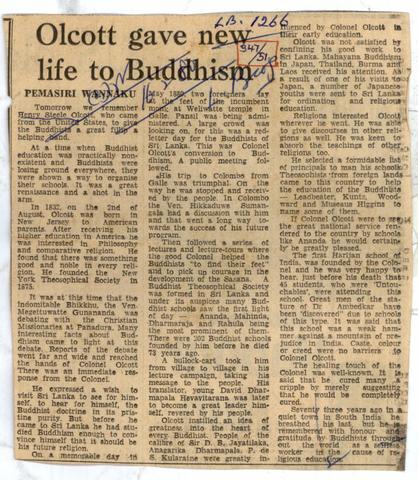 LB. 1266
Olcott gave new
life to Buddhism
PEMASIRI WANNAKU
Tomorrow we remember
Henry Steele Olcott, who came
from the United States, to give
the Buddhists a great fillip a
helping hand.
At a time when Buddhist
education was practically non-
existent and Buddhists were
losing ground everywhere, they
were shown a way to organise
their schools. It was a great
renaissance and a shot in the
arm.
In 1832, on the 2nd of
August, Olcott was born in
New Jersey to American
parents. After receiving his
higher education in America he
was interested in Philosophy
and comparative religion. He
found that there was something
good and noble in every reli-
gion. He founded the New
York Theosophical Society in
1875.
It was at this time that the
indomitable Bhikkhu, the Ven.
Megettuwatte Gunananda was
debating with the Christian
Missionaries at Panadura. Many
interesting facts about Bud-
dhism came to light at this
debate. Reports of the debate
went far and wide and reached
the hands of Colonel Olcott
There was an immediate res-
ponse from the Colonel.
He expressed a wish to
visit Sri Lanka to see for him-
self, to hear for himself, the
Buddhist doctrine in its pris-
tine purity. But before he
came to Sri Lanka he had stu-
died Buddhism enough to con-
vince himself that it should be
his future religion.
On a memorable day in
May 1880 two foreigners lay
at the feet of the incumbent
monk at Weliwatte temple in
Galle. Pansil was being admi-
nistered. A large crowd was
looking on, for this was a red-
letter day for the Buddhists of
Sri Lanka. This was Colonel
Olcott's conversion to Bud-
dhism. A public meeting fol-
lowed.
His trip to Colombo from
Galle was triumphal. On the
way he was stopped and receiv-
ed by the people. In Colombo
the Ven. Hikkaduwe Suman-
gala had a discussion with him
and that went a long way to-
wards the success of his future
program.
Then followed a series of
lectures and lecture-tours where
the good Colonel helped the
Buddhists "to find their feet"
and to pick up courage in the
development of the Sasana. A
Buddhist Theosophical Society
was formed in Sri Lanka and
under its auspices many Bud-
dhist schools saw the first light
of day — Ananda, Mahinda,
Dharmaraja and Rahula being
the most prominent of them.
There were 201 Buddhist schools
founded by him before he died
73 years ago.
A bullock-cart took him
from village to village in his
lecture campaign, taking his
message to the people. His
translator, young David Dhar-
mapala Hevavitarana was later
to become a great leader him-
self, revered by his people.
Olcott instilled an idea of
greatness into the heart of
every Buddhist. People of the
calibre of Sir D. B. Jayatilaka,
Anagarika Dharmapala, P. de
S. Kularatne were greatly in-
fluenced by Colonel Olcott in
their early education.
Olcott was not satisfied by
confining his good work to
Sri Lanka. Mahayana Buddhism
in Japan, Thailand, Burma and
Laos received his attention. As
a result of one of his visits to
Japan, a number of Japanese
youths were sent to Sri Lanka
for ordination and religious
education.
Religions interested Olcott
wherever he went. He was able
to give discourses in other reli-
gions as well. He was keen to
absorb the teachings of other
religions too.
He selected a formidable list
of principals to man his schools.
Theosophists from foreign
lands came to this country to help
the education of the Buddhists
— Leadbeater, Kunts, Wood-
ward and Museaus Higgins to
name some of them.
If Colonel Olcott were to see
the great national service ren-
dered to the country by schools
like Ananda he would certain-
ly be greatly pleased.
The first Harijan school of
India, was founded by the Colo-
nel and he was very happy to
hear, just before his death that
45 students, who were "Untou-
chables", were attending this
school. Great men of the sta-
ture of Dr Ambedkar have
been 'discovered' due to schools
of this type. It was said that
this school was a weak ham-
mer against a mountain of pre-
judice in India. Caste, colour
or creed were no barriers to
Colonel Olcott.
The healing touch of the
Colonel was well-known. It is
said that he cured many a
cripple by merely suggesting
that he would be completely
cured.
Seventy three years ago in a
quiet town in South India he
breathed his last but he is
remembered with honour and
gratitude by Buddhists through
out the world as a
worker in the cause of re-
ligious education.